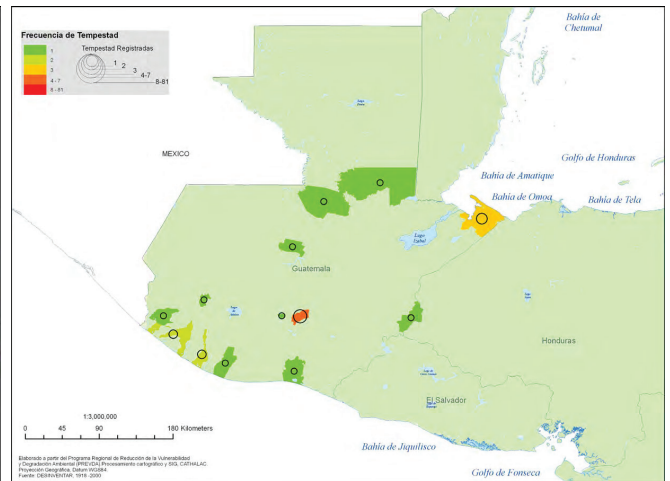 Frecuencia de Tempestad
Tempestad Registradas
1
2
3
4-7
8-81
1
2
3
4 - 7
8 - 81
Bahía de
Chetumal
MEXICO
Golfo de Honduras
Bahía de Amatique
Bahía de Omoa
Bahía de Tela
Lago
Izabal
Guatemala
Honduras
El Salvador
1:3,000,000
0 45 90 180 Kilometers
Bahía de Jiquilisco
Golfo de Fonseca
Elaborado a partir del Programa Regional de Reducción de la Vulnerabilidad
y Degradación Ambiental (PREVDA) Procesamiento cartográfico y SIG, CATHALAC.
Proyección Geográfica, Datum WGS84.
Fuente: DESINVENTAR, 1918 -2000